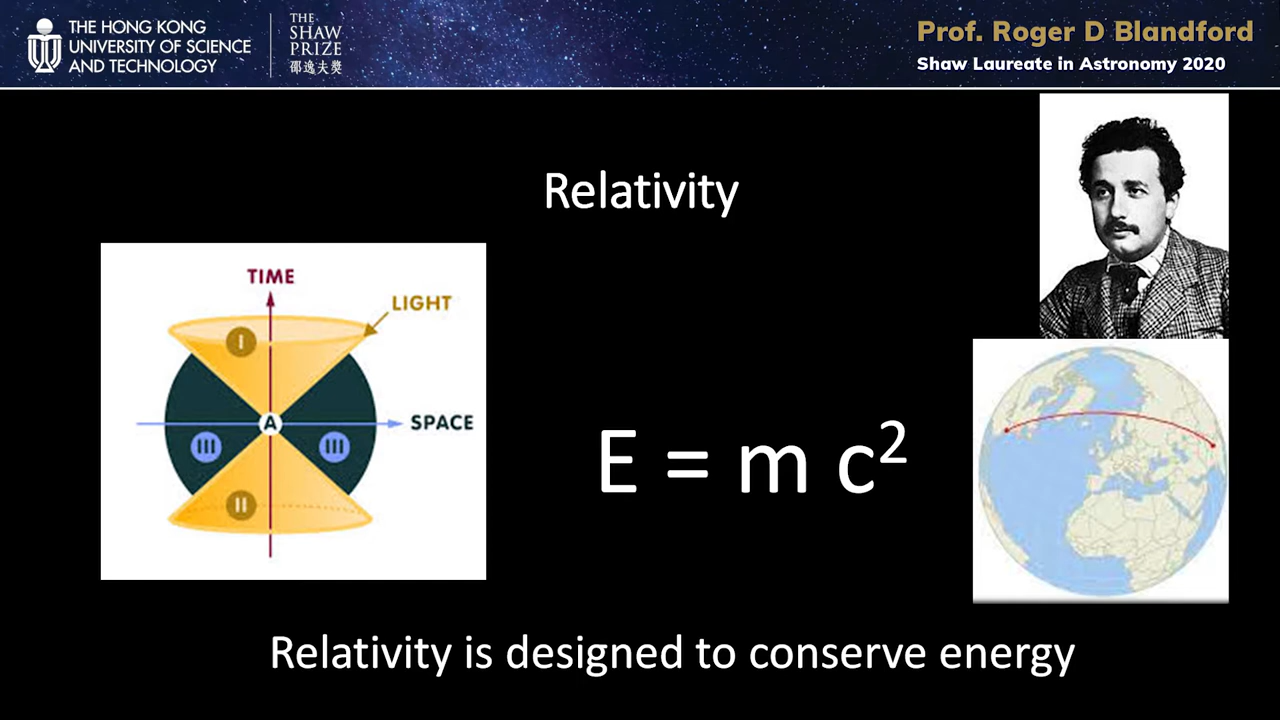 THE HONG KONG
UNIVERSITY OF SCIENCE
AND TECHNOLOGY
THE
SHAW
PRIZE
邵逸夫獎
Prof. Roger D Blandford
Shaw Laureate in Astronomy 2020
Relativity
TIME
LIGHT
I
A
SPACE
III
III
II
E = m c²
Relativity is designed to conserve energy